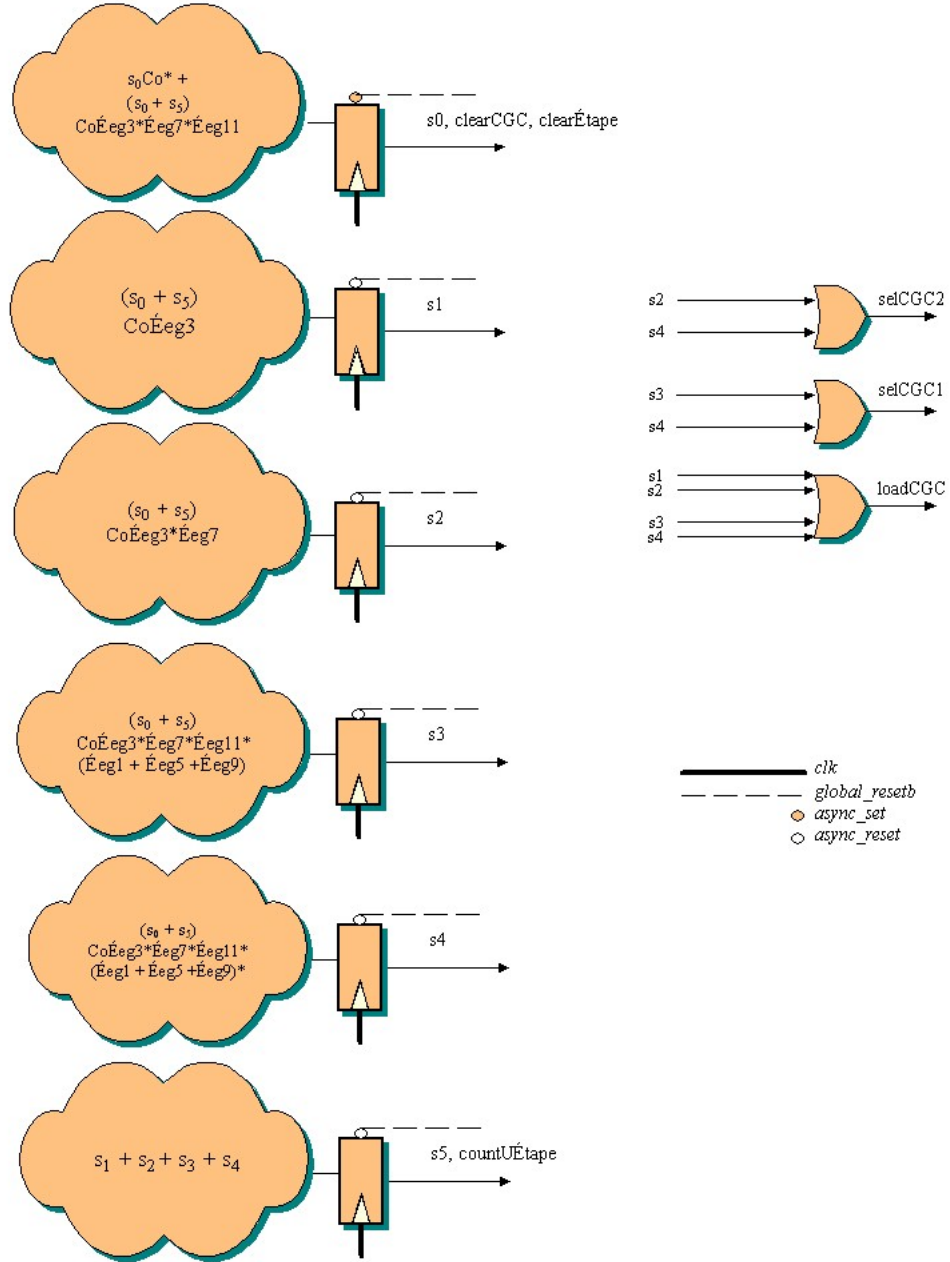 s₀Co* +
(s₀ + s₅)
CoÉeg3*Éeg7*Éeg11
s0, clearCGC, clearÉtape
(s₀ + s₅)
CoÉeg3
s1
s2
s4
selCGC2
s3
s4
selCGC1
s1
s2
s3
s4
loadCGC
(s₀ + s₅)
CoÉeg3*Éeg7
s2
(s₀ + s₅)
CoÉeg3*Éeg7*Éeg11*
(Éeg1 + Éeg5 +Éeg9)
s3
clk
global_resetb
async_set
async_reset
(s₀ + s₅)
CoÉeg3*Éeg7*Éeg11*
(Éeg1 + Éeg5 +Éeg9)*
s4
s₁ + s₂ + s₃ + s₄
s5, countUÉtape